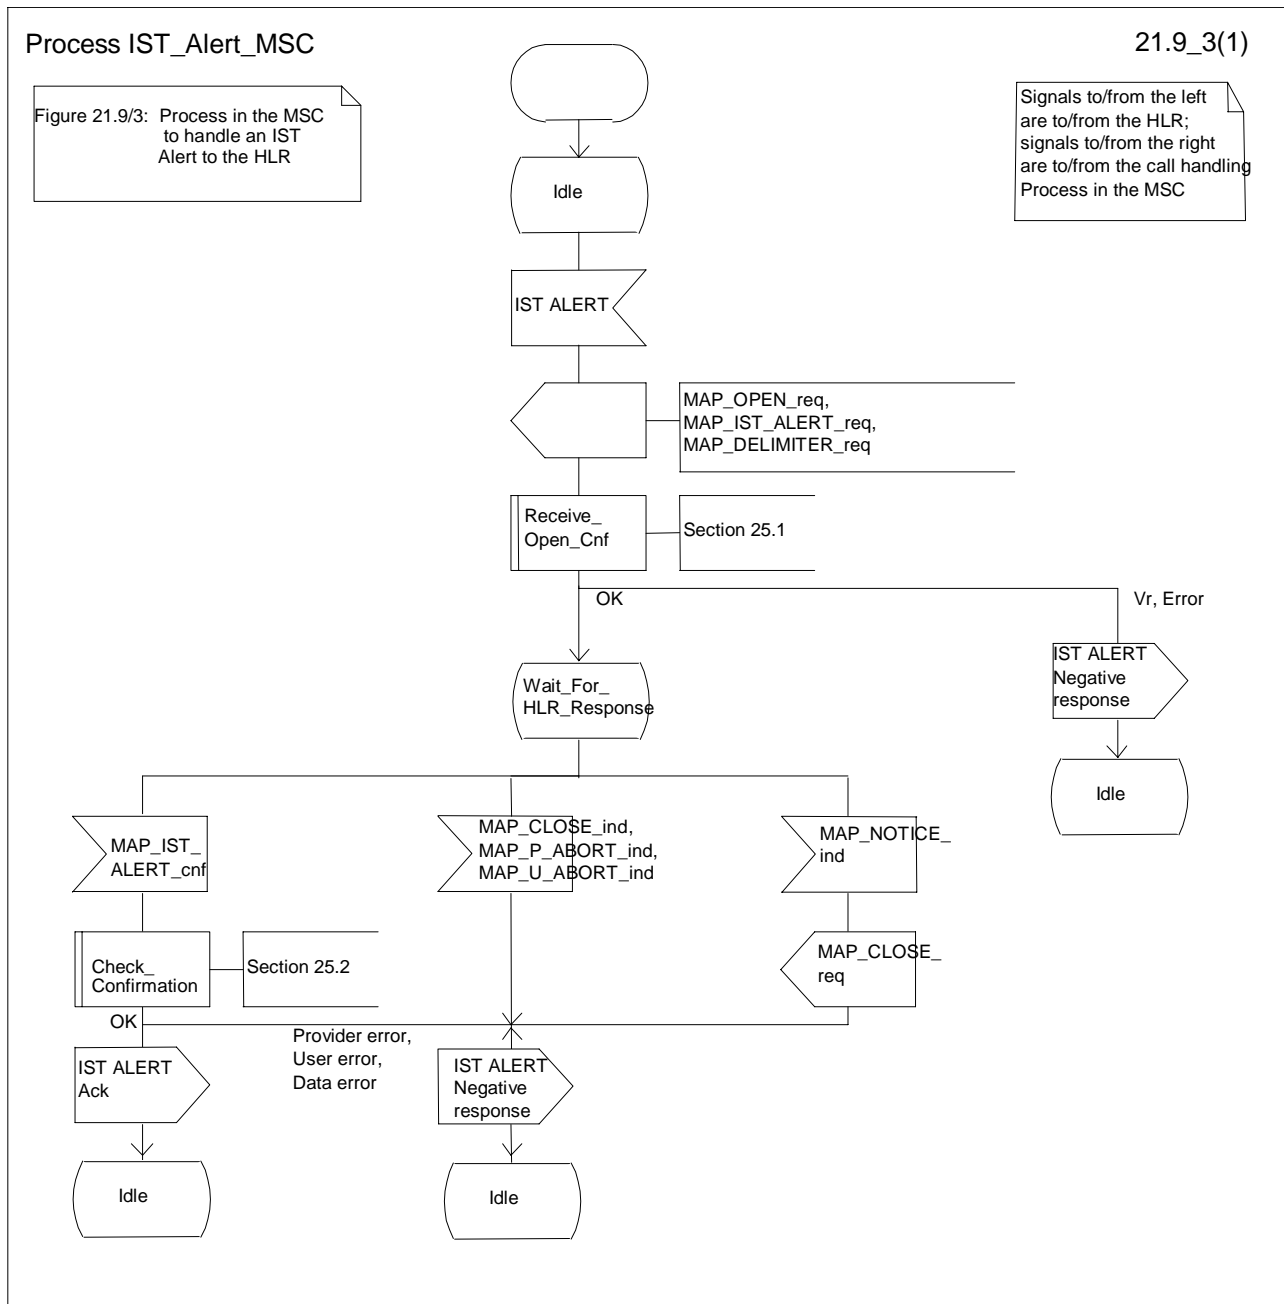 Process IST_Alert_MSC
21.9_3(1)
Figure 21.9/3: Process in the MSC
to handle an IST
Alert to the HLR
Signals to/from the left
are to/from the HLR;
signals to/from the right
are to/from the call handling
Process in the MSC
Idle
IST ALERT
MAP_OPEN_req,
MAP_IST_ALERT_req,
MAP_DELIMITER_req
Receive_
Open_Cnf
Section 25.1
OK
Vr, Error
IST ALERT
Negative
response
Idle
Wait_For_
HLR_Response
MAP_IST_
ALERT_cnf
MAP_CLOSE_ind,
MAP_P_ABORT_ind,
MAP_U_ABORT_ind
MAP_NOTICE_
ind
Check_
Confirmation
Section 25.2
MAP_CLOSE_
req
OK
Provider error,
User error,
Data error
IST ALERT
Ack
IST ALERT
Negative
response
Idle
Idle